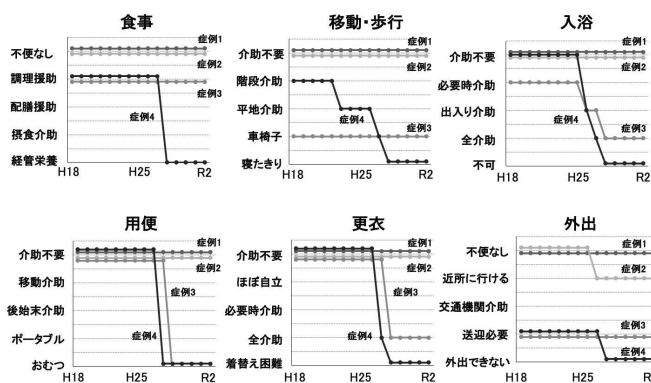 食事
不便なし
調理援助
配膳援助
摂食介助
経管栄養
症例1
症例2
症例3
症例4
H18 H25 R2
移動・歩行
介助不要
階段介助
平地介助
車椅子
寝たきり
症例1
症例2
症例4
症例3
H18 H25 R2
入浴
介助不要
必要時介助
出入り介助
全介助
不可
症例1
症例2
症例4
症例3
H18 H25 R2
用便
介助不要
移動介助
後始末介助
ポータブル
おむつ
症例1
症例2
症例3
症例4
H18 H25 R2
更衣
介助不要
ほぼ自立
必要時介助
全介助
着替え困難
症例1
症例2
症例3
症例4
H18 H25 R2
外出
不便なし
近所に行ける
交通機関介助
送迎必要
外出できない
症例1
症例2
症例3
症例4
H18 H25 R2